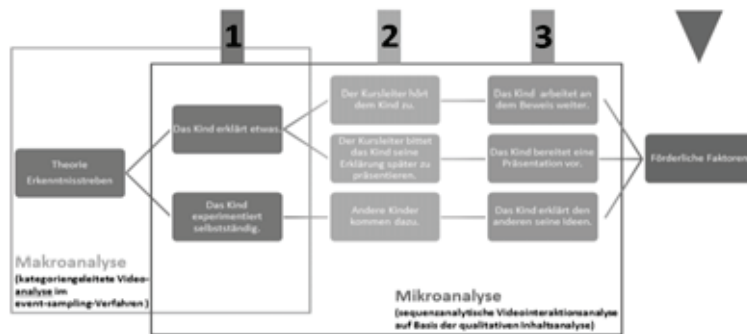 1
2
3
Theorie
Erkenntnisstreben
Das Kind erklärt etwas.
Das Kind
experimentiert
selbstständig.
Der Kursleiter hört
dem Kind zu.
Der Kursleiter bittet
das Kind seine
Erklärung später zu
präsentieren.
Andere Kinder
kommen dazu.
Das Kind arbeitet an
dem Beweis weiter.
Das Kind bereitet eine
Präsentation vor.
Das Kind erklärt den
anderen seine Ideen.
Förderliche Faktoren
Makroanalyse
(kategoriengeleitete Video-
analyse im
event-sampling-Verfahren )
Mikroanalyse
(sequenzanalytische Videointeraktionsanalyse
auf Basis der qualitativen Inhaltsanalyse)